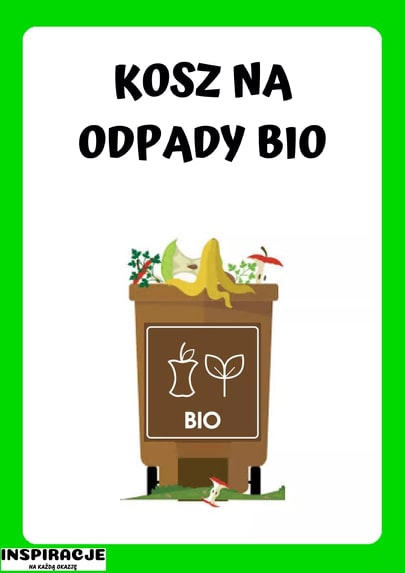 KOSZ NA
ODPADY BIO
BIO
INSPIRACJE
NA KAŻDĄ OKAZJĘ